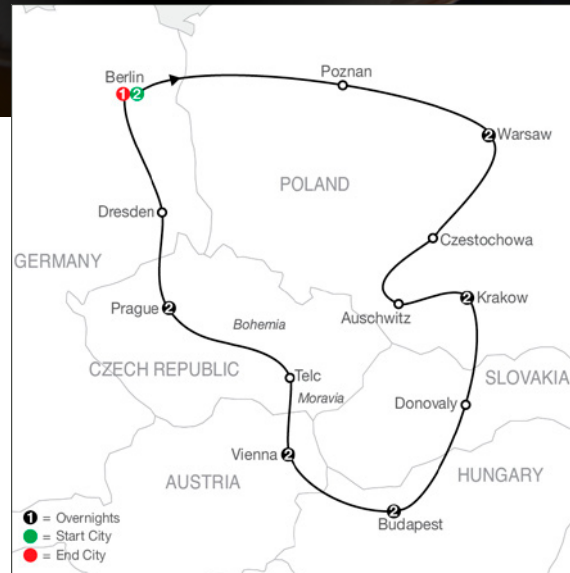 Berlin
1 2
Poznan
2 Warsaw
POLAND
Dresden
Czestochowa
GERMANY
2 Krakow
Auschwitz
Prague 2
Bohemia
CZECH REPUBLIC
SLOVAKIA
Telc
Moravia
Donovaly
Vienna 2
HUNGARY
AUSTRIA
2
Budapest
1 = Overnights
= Start City
= End City